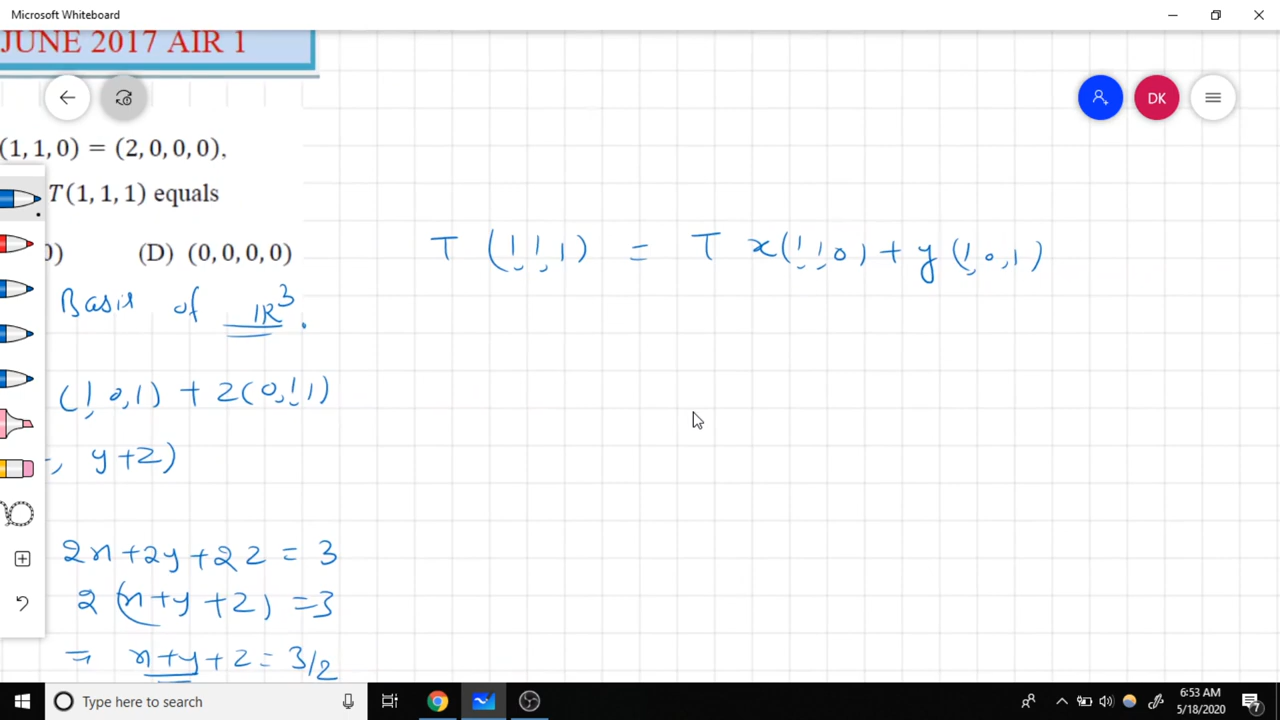 Microsoft Whiteboard
JUNE 2017 AIR 1
DK
(1, 1, 0) = (2, 0, 0, 0),
T(1, 1, 1) equals
0) (D) (0, 0, 0, 0)
T (1, 1, 1) = T x(1, 1, 0) + y (1, 0, 1)
Basis of IR³.
(1, 0, 1) + z(0, 1, 1)
, y+z)
2x + 2y + 2z = 3
2 (x + y + z) = 3
⇒ x + y + z = 3/2
Type here to search
6:53 AM
5/18/2020
7